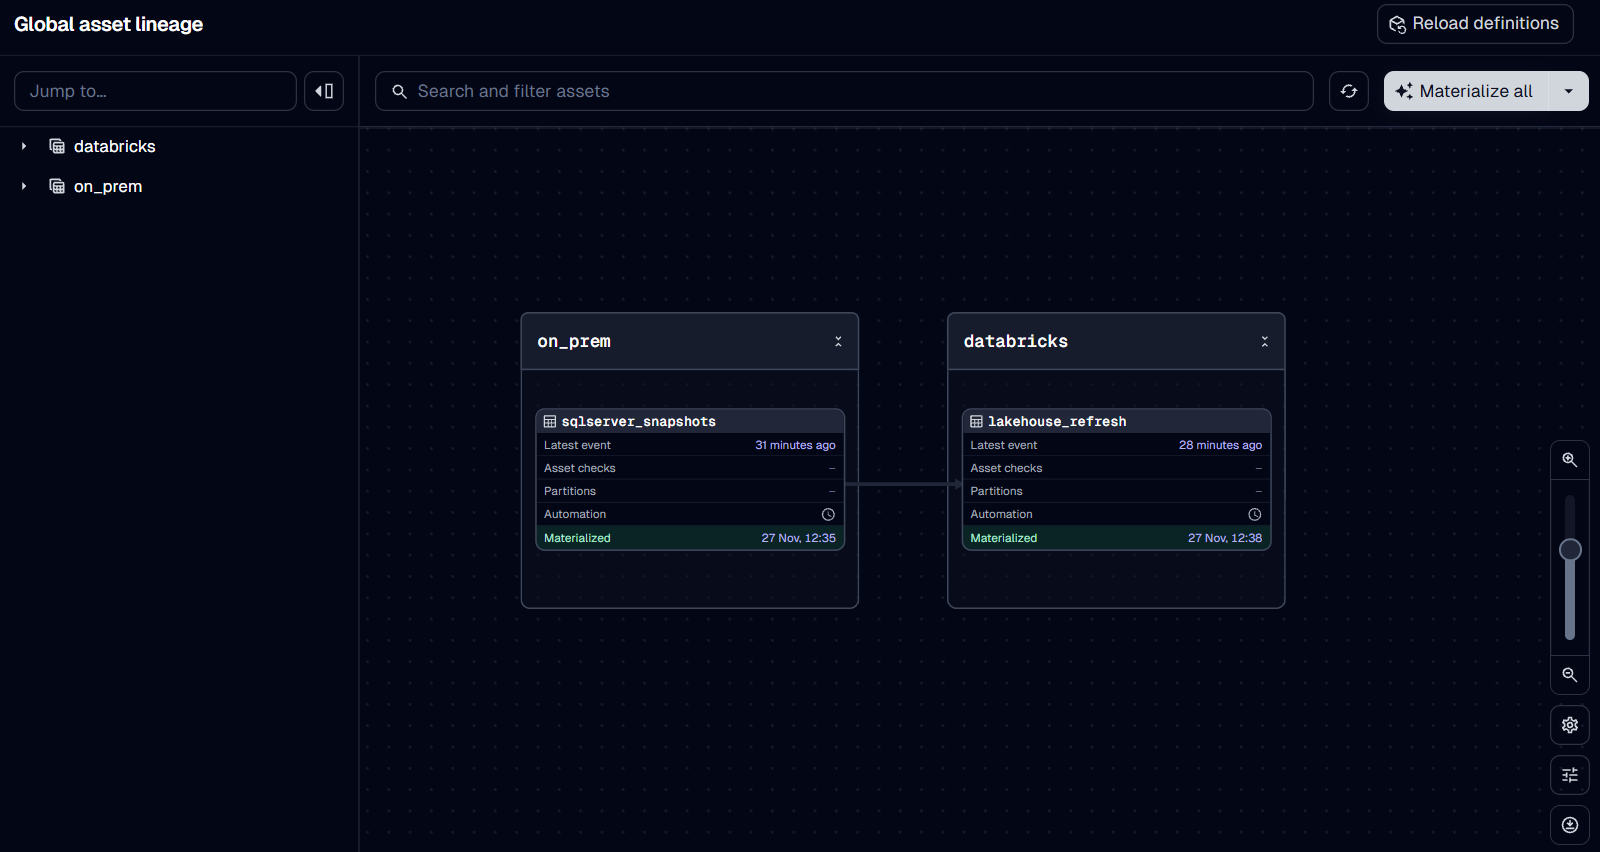 Global asset lineage
Reload definitions
Jump to...
Search and filter assets
Materialize all
databricks
on_prem
on_prem
sqlserver_snapshots
Latest event 31 minutes ago
Asset checks –
Partitions –
Automation
Materialized 27 Nov, 12:35
databricks
lakehouse_refresh
Latest event 28 minutes ago
Asset checks –
Partitions –
Automation
Materialized 27 Nov, 12:38